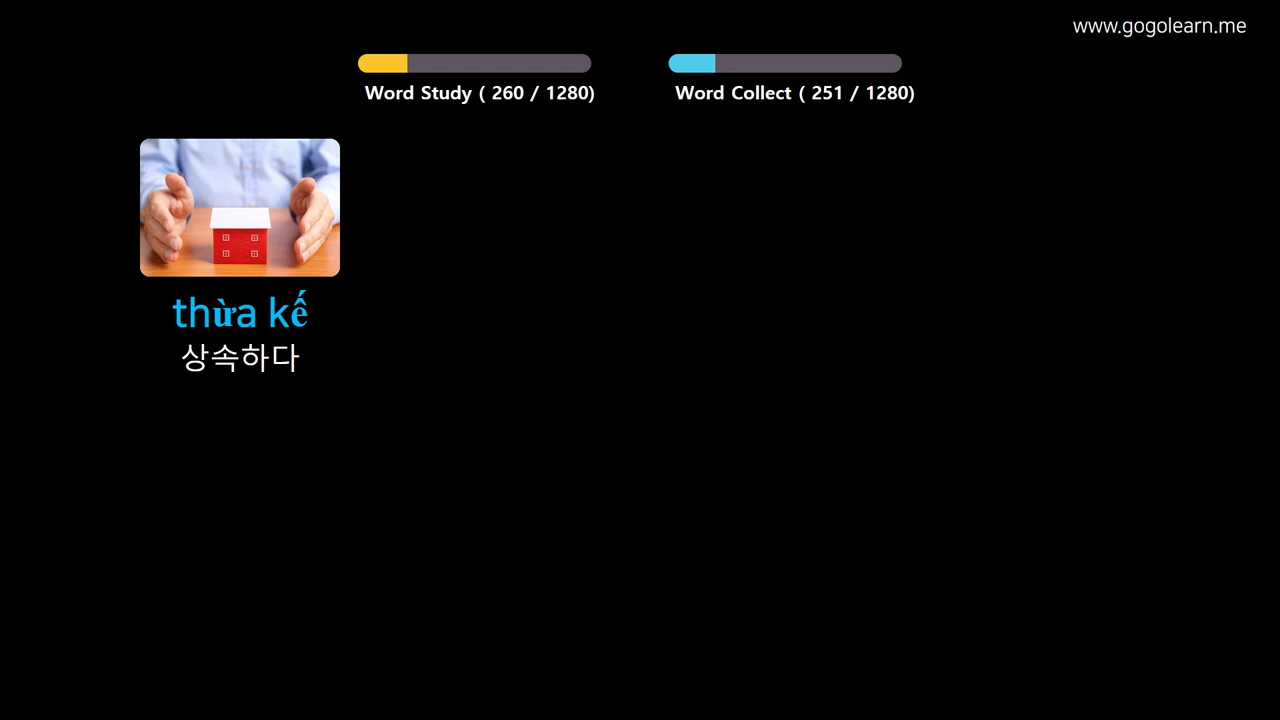 www.gogolearn.me
Word Study ( 260 / 1280)
Word Collect ( 251 / 1280)
thừa kế
상속하다